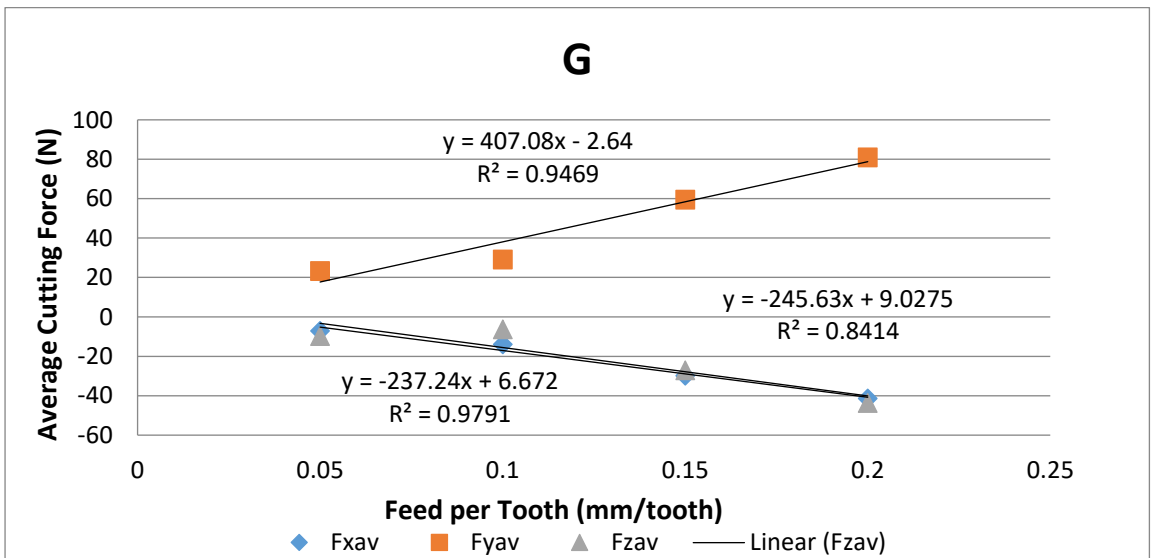 G
Average Cutting Force (N)
100
80
60
40
20
0
-20
-40
-60
y = 407.08x - 2.64
R² = 0.9469
y = -245.63x + 9.0275
R² = 0.8414
y = -237.24x + 6.672
R² = 0.9791
0 0.05 0.1 0.15 0.2 0.25
Feed per Tooth (mm/tooth)
Fxav Fyav Fzav Linear (Fzav)